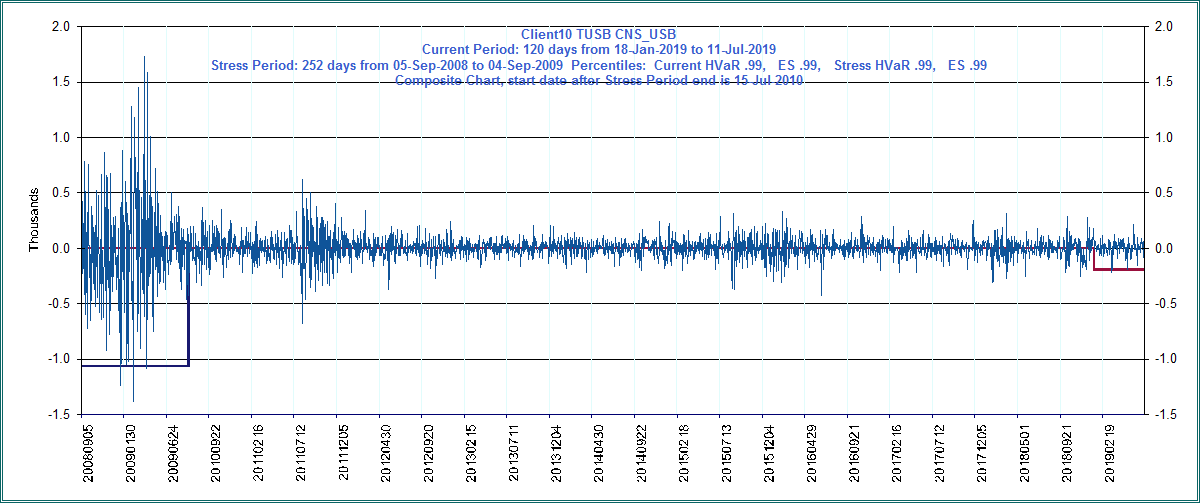 Client10 TUSB CNS_USB
Current Period: 120 days from 18-Jan-2019 to 11-Jul-2019
Stress Period: 252 days from 05-Sep-2008 to 04-Sep-2009  Percentiles:  Current HVaR .99,   ES .99,    Stress HVaR .99,   ES .99
Composite Chart, start date after Stress Period end is 15 Jul 2010
2.0 2.0
1.5 1.5
1.0 1.0
0.5 0.5
0.0 0.0
-0.5 -0.5
-1.0 -1.0
-1.5 -1.5
Thousands
20080905 20090130 20090624 20100922 20110216 20110712 20111205 20120430 20120920 20130215 20130711 20131204 20140430 20140922 20150218 20150713 20151204 20160429 20160921 20170216 20170712 20171205 20180501 20180921 20190219